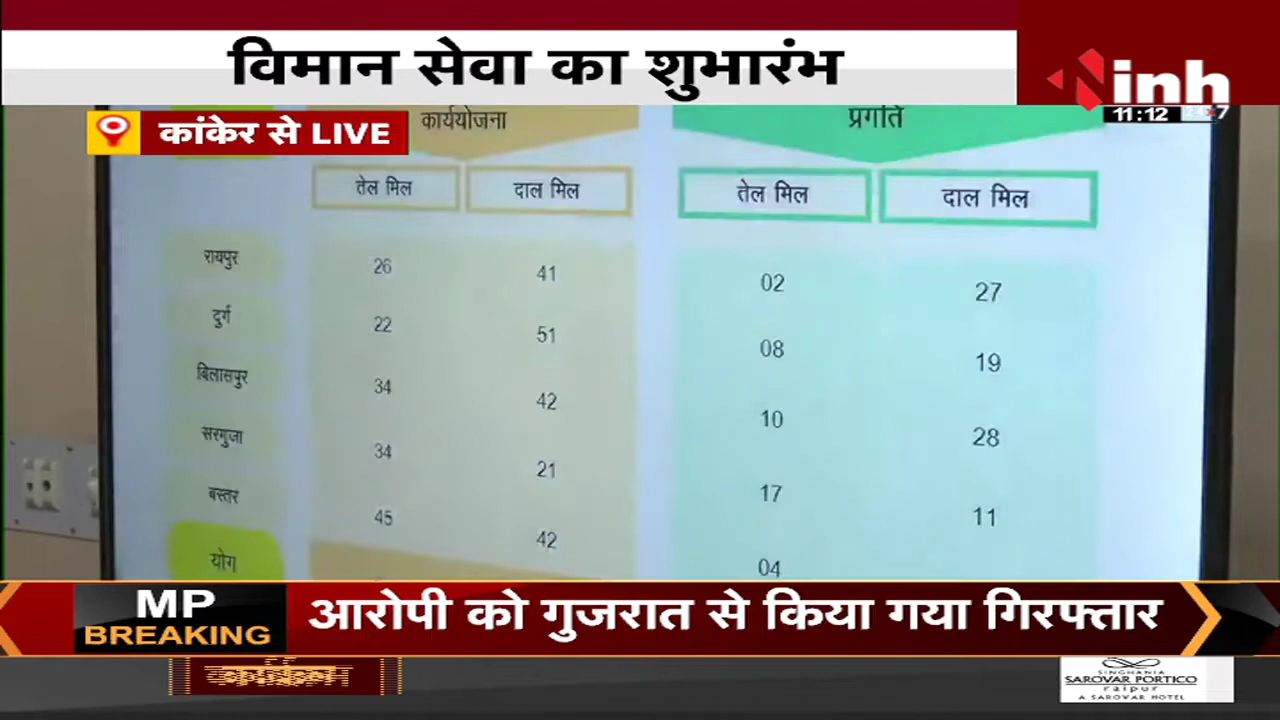 विमान सेवा का शुभारंभ
inh
11:12 24x7
कांकेर से LIVE
कार्ययोजना प्रगति
तेल मिल दाल मिल तेल मिल दाल मिल
रायपुर 26 41 02 27
दुर्ग 22 51 08 19
बिलासपुर 34 42 10 28
सरगुजा 34 21 17 11
बस्तर 45 42 04
योग
MP BREAKING
आरोपी को गुजरात से किया गया गिरफ्तार
SINGHANIA
SAROVAR PORTICO
raipur
A SAROVAR HOTEL